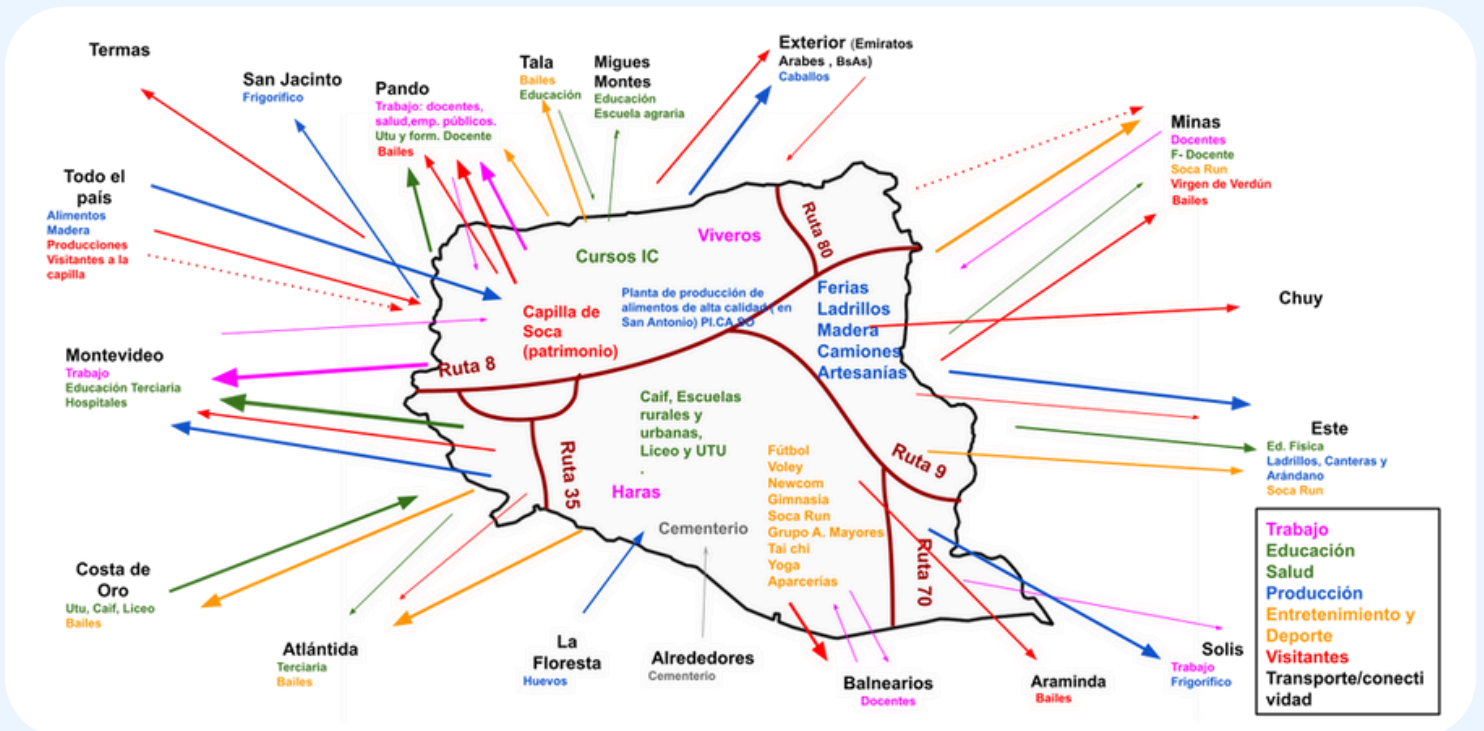 Termas
San Jacinto
Frigorífico
Pando
Trabajo: docentes,
salud,emp. públicos.
Utu y form. Docente
Bailes
Tala
Bailes
Educación
Migues
Montes
Educación
Escuela agraria
Exterior (Emiratos
Arabes , BsAs)
Caballos
Minas
Docentes
F- Docente
Soca Run
Virgen de Verdún
Bailes
Todo el
país
Alimentos
Madera
Producciones
Visitantes a la
capilla
Viveros
Ruta 80
Cursos IC
Planta de producción de
alimentos de alta calidad ( en
San Antonio) PI.CA.SO
Capilla de
Soca
(patrimonio)
Ferias
Ladrillos
Madera
Camiones
Artesanías
Chuy
Montevideo
Trabajo
Educación Terciaria
Hospitales
Ruta 8
Caif, Escuelas
rurales y
urbanas,
Liceo y UTU
.
Ruta 35
Haras
Cementerio
Fútbol
Voley
Newcom
Gimnasia
Soca Run
Grupo A. Mayores
Tai chi
Yoga
Aparcerías
Ruta 9
Ruta 70
Este
Ed. Física
Ladrillos, Canteras y
Arándano
Soca Run
Costa de
Oro
Utu, Caif, Liceo
Bailes
Atlántida
Terciaria
Bailes
La
Floresta
Huevos
Alrededores
Cementerio
Balnearios
Docentes
Araminda
Bailes
Solis
Trabajo
Frigorífico
Trabajo
Educación
Salud
Producción
Entretenimiento y
Deporte
Visitantes
Transporte/conecti
vidad